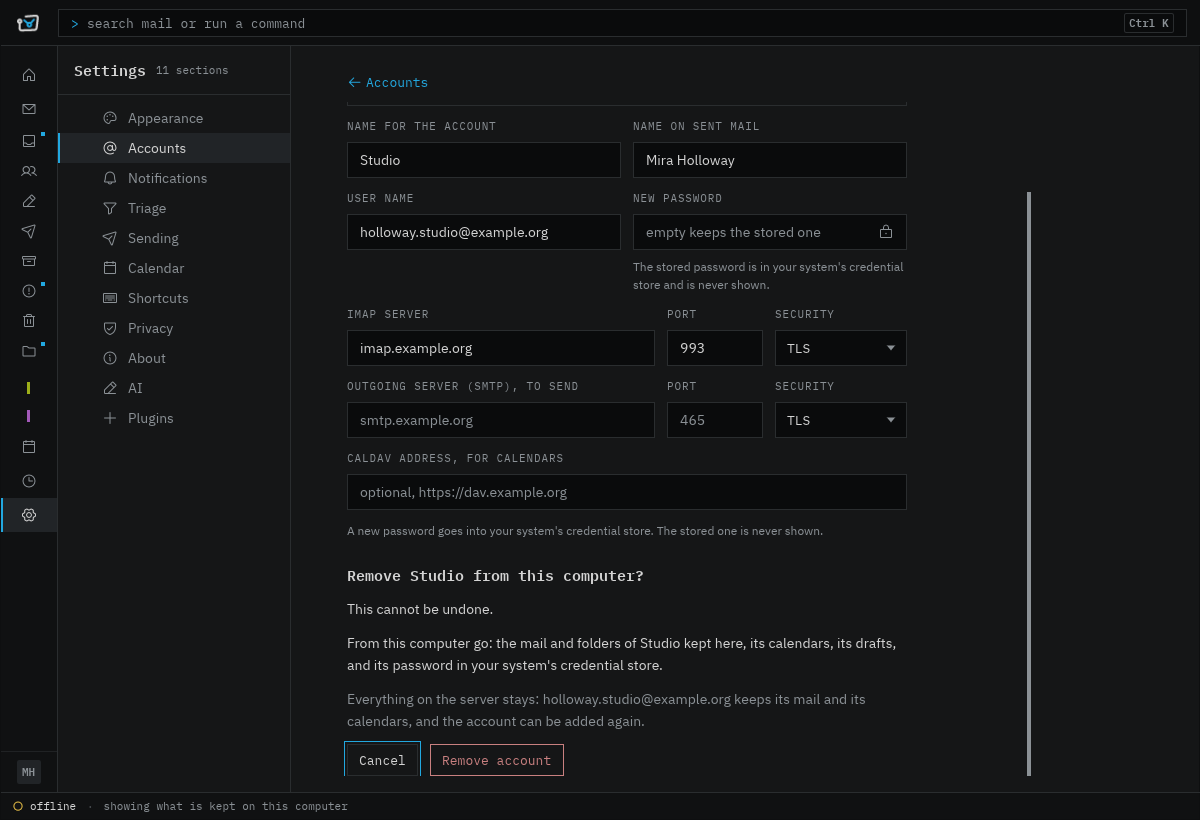 > search mail or run a command
Ctrl K
Settings 11 sections
Appearance
Accounts
Notifications
Triage
Sending
Calendar
Shortcuts
Privacy
About
AI
Plugins
← Accounts
NAME FOR THE ACCOUNT
NAME ON SENT MAIL
Studio
Mira Holloway
USER NAME
NEW PASSWORD
holloway.studio@example.org
empty keeps the stored one
The stored password is in your system's credential
store and is never shown.
IMAP SERVER
PORT
SECURITY
imap.example.org
993
TLS
OUTGOING SERVER (SMTP), TO SEND
PORT
SECURITY
smtp.example.org
465
TLS
CALDAV ADDRESS, FOR CALENDARS
optional, https://dav.example.org
A new password goes into your system's credential store. The stored one is never shown.
Remove Studio from this computer?
This cannot be undone.
From this computer go: the mail and folders of Studio kept here, its calendars, its drafts,
and its password in your system's credential store.
Everything on the server stays: holloway.studio@example.org keeps its mail and its
calendars, and the account can be added again.
Cancel
Remove account
MH
offline · showing what is kept on this computer